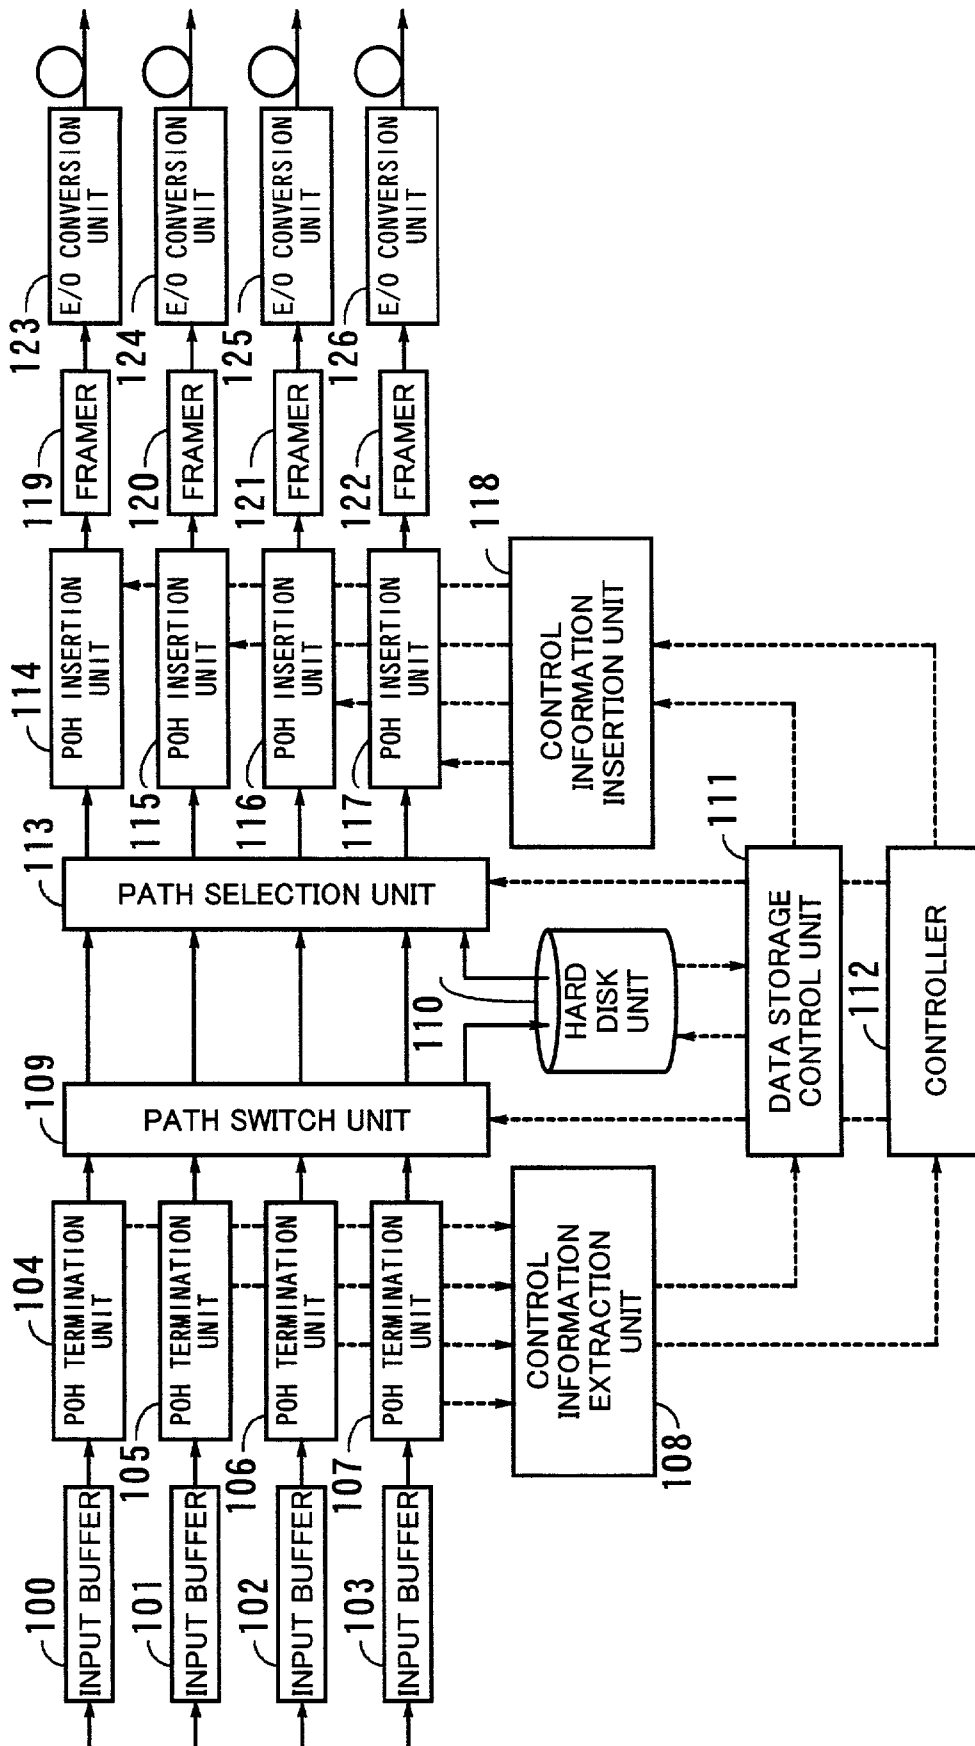 100
INPUT BUFFER
101
INPUT BUFFER
102
INPUT BUFFER
103
INPUT BUFFER
104
POH TERMINATION
UNIT
105
POH TERMINATION
UNIT
106
POH TERMINATION
UNIT
107
POH TERMINATION
UNIT
CONTROL
INFORMATION
EXTRACTION
UNIT
108
109
PATH SWITCH UNIT
110
HARD
DISK
UNIT
111
DATA STORAGE
CONTROL UNIT
112
CONTROLLER
113
PATH SELECTION UNIT
114
POH INSERTION
UNIT
115
POH INSERTION
UNIT
116
POH INSERTION
UNIT
117
POH INSERTION
UNIT
118
CONTROL
INFORMATION
INSERTION UNIT
119
FRAMER
120
FRAMER
121
FRAMER
122
FRAMER
123
E/O CONVERSION
UNIT
124
E/O CONVERSION
UNIT
125
E/O CONVERSION
UNIT
126
E/O CONVERSION
UNIT